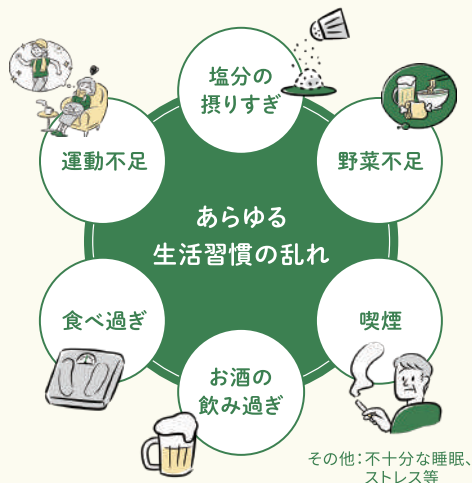 塩分の
摂りすぎ
運動不足
野菜不足
あらゆる
生活習慣の乱れ
食べ過ぎ
喫煙
お酒の
飲み過ぎ
その他：不十分な睡眠、
ストレス等